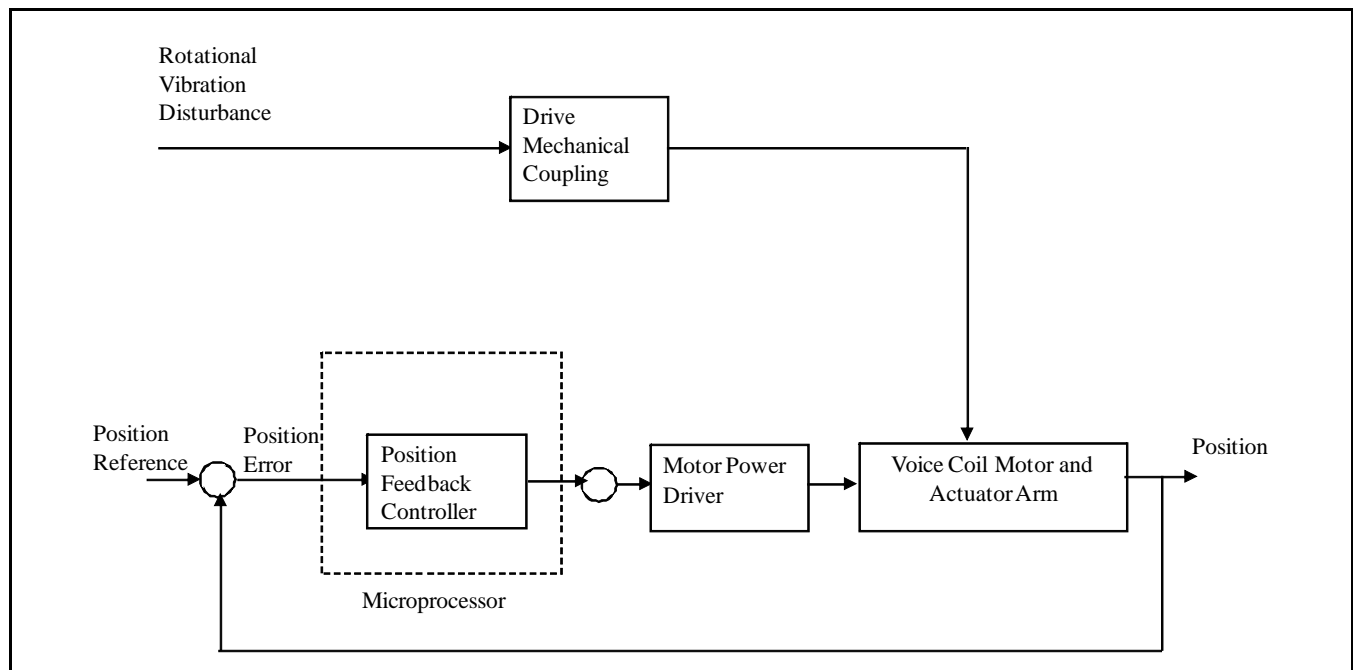 Rotational
Vibration
Disturbance
Drive
Mechanical
Coupling
Position
Reference
Position
Error
Position
Feedback
Controller
Motor Power
Driver
Voice Coil Motor and
Actuator Arm
Position
Microprocessor